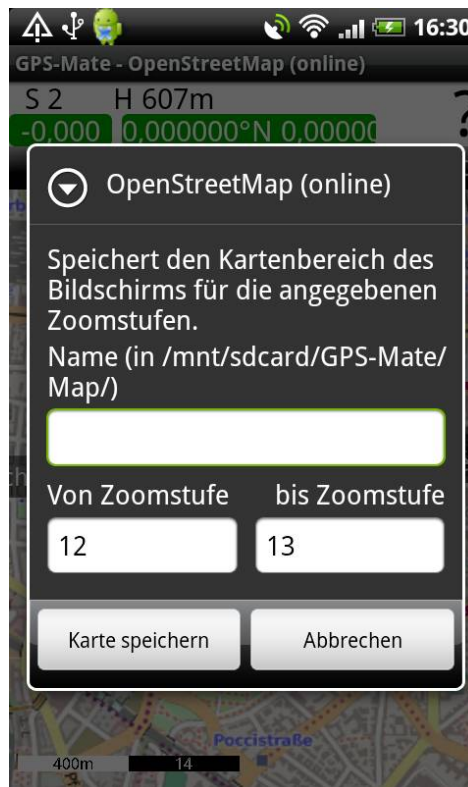 16:30
GPS-Mate - OpenStreetMap (online)
S 2 H 607m
-0,000 0,000000°N 0,00000
OpenStreetMap (online)
Speichert den Kartenbereich des
Bildschirms für die angegebenen
Zoomstufen.
Name (in /mnt/sdcard/GPS-Mate/
Map/)
Von Zoomstufe bis Zoomstufe
12 13
Karte speichern Abbrechen
Poccistraße
400m 14